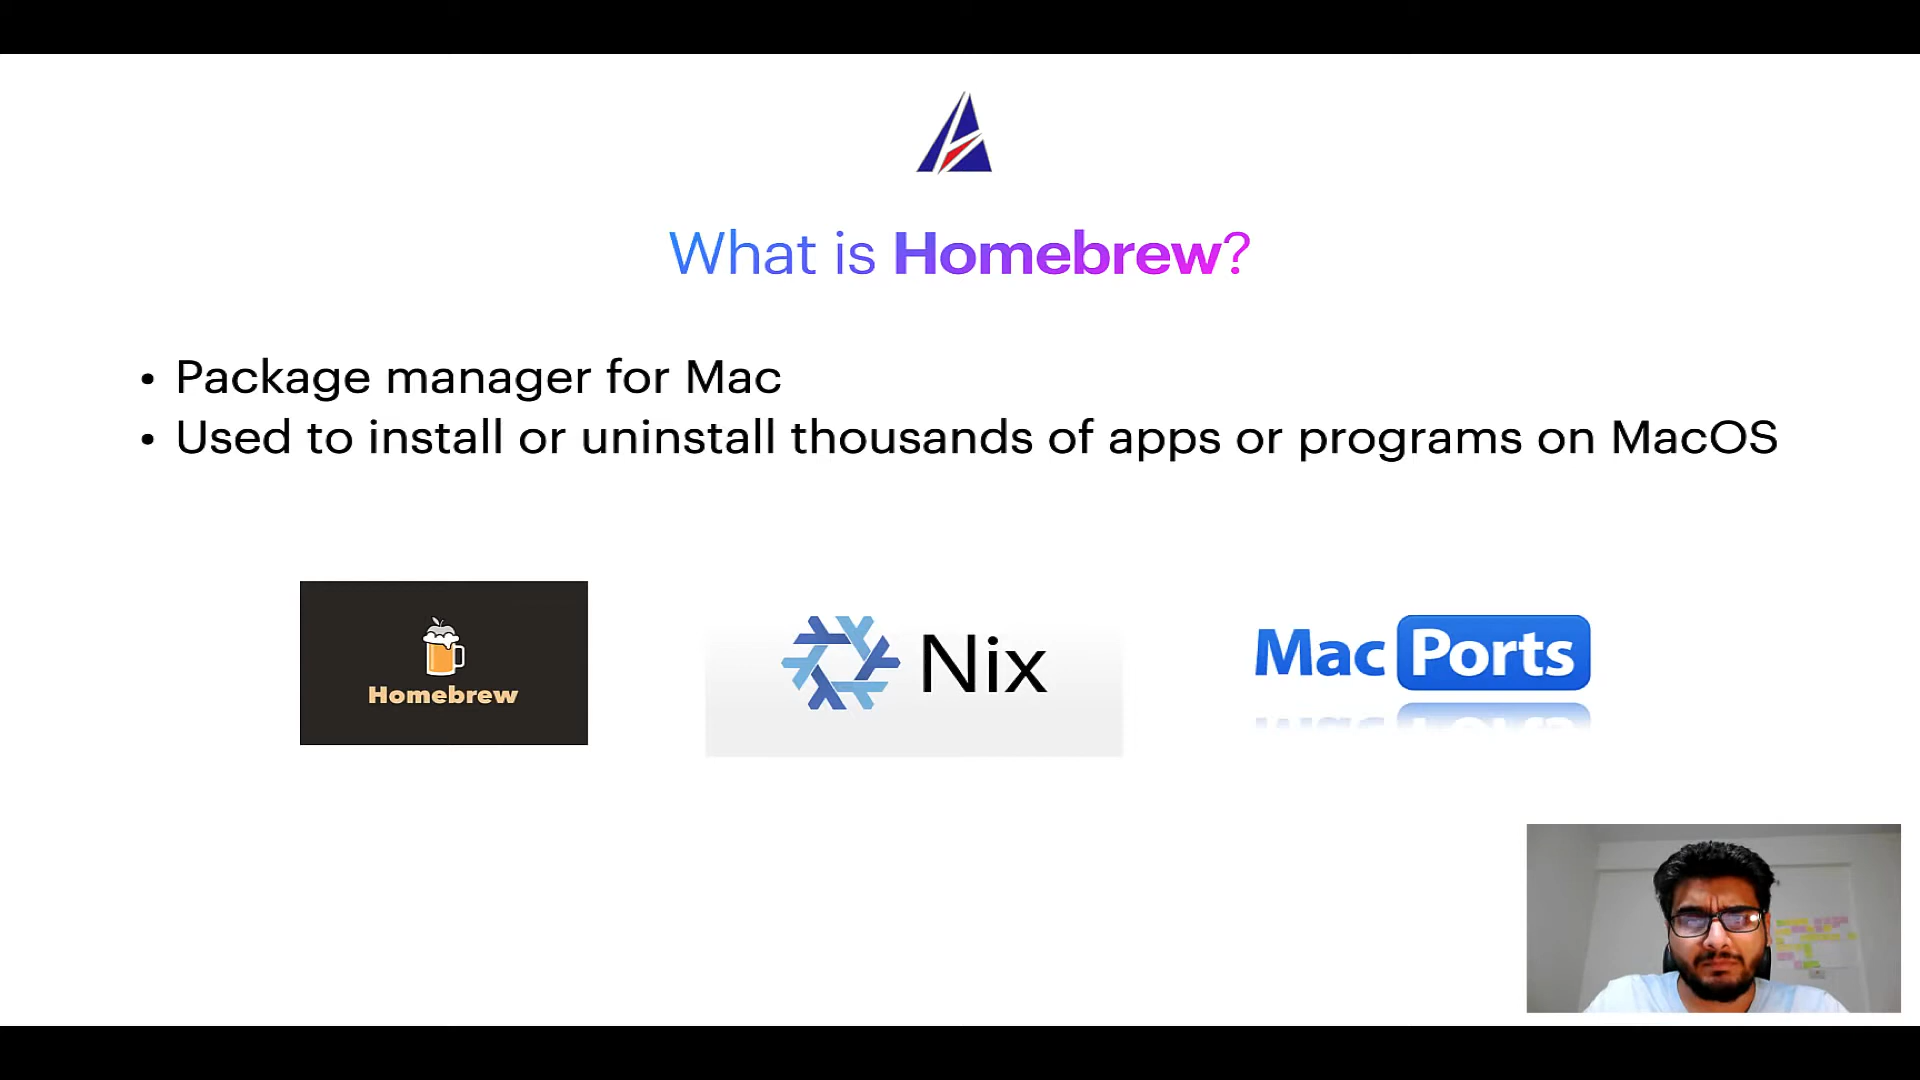 What is Homebrew?
• Package manager for Mac
• Used to install or uninstall thousands of apps or programs on MacOS
Homebrew
Nix
Mac Ports